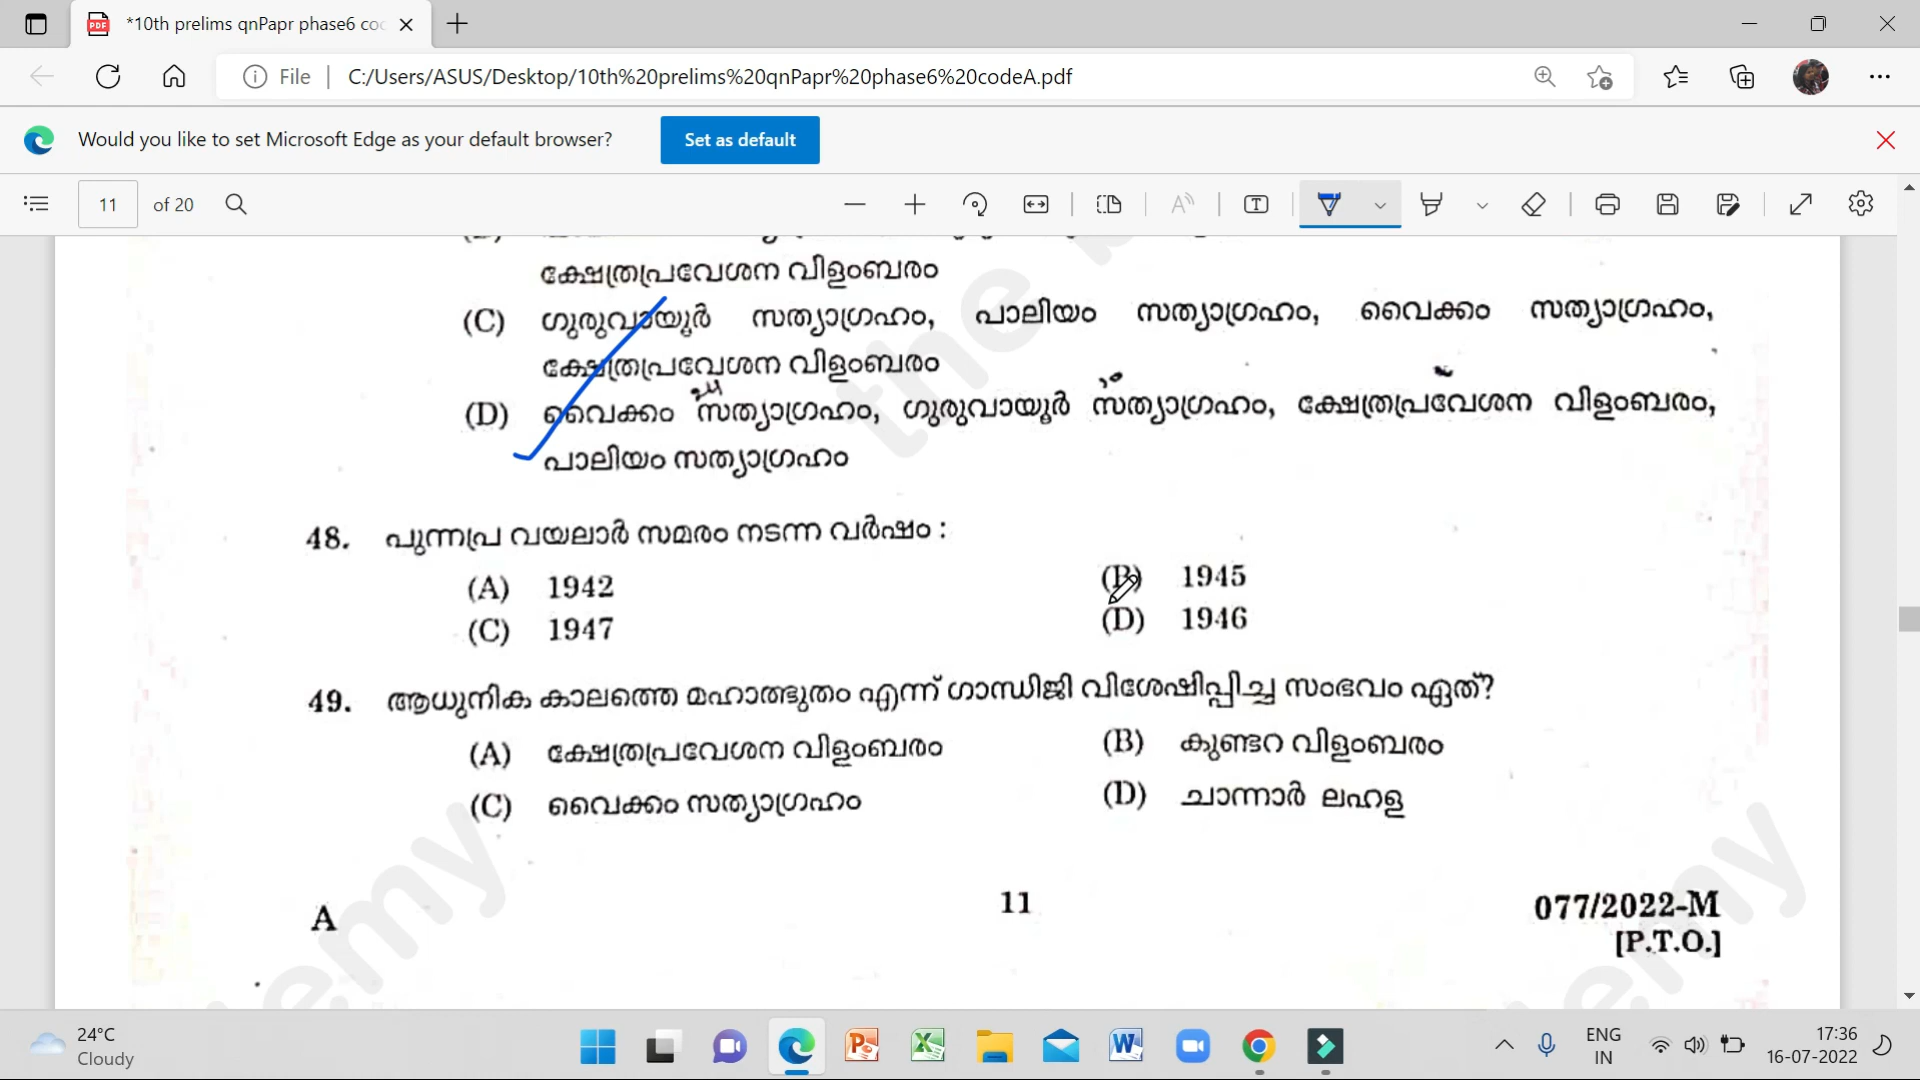 *10th prelims qnPapr phase6 coc
File | C:/Users/ASUS/Desktop/10th%20prelims%20qnPapr%20phase6%20codeA.pdf
Would you like to set Microsoft Edge as your default browser? Set as default
11 of 20
ക്ഷേത്രപ്രവേശന വിളംബരം
(C) ഗുരുവായൂർ സത്യാഗ്രഹം, പാലിയം സത്യാഗ്രഹം, വൈക്കം സത്യാഗ്രഹം,
ക്ഷേത്രപ്രവേശന വിളംബരം
(D) വൈക്കം സത്യാഗ്രഹം, ഗുരുവായൂർ സത്യാഗ്രഹം, ക്ഷേത്രപ്രവേശന വിളംബരം,
പാലിയം സത്യാഗ്രഹം
48. പുന്നപ്ര വയലാർ സമരം നടന്ന വർഷം :
(A) 1942 (B) 1945
(C) 1947 (D) 1946
49. ആധുനിക കാലത്തെ മഹാത്ഭുതം എന്ന് ഗാന്ധിജി വിശേഷിപ്പിച്ച സംഭവം ഏത്?
(A) ക്ഷേത്രപ്രവേശന വിളംബരം (B) കുണ്ടറ വിളംബരം
(C) വൈക്കം സത്യാഗ്രഹം (D) ചാന്നാർ ലഹള
A 11 077/2022-M
[P.T.O.]
24°C
Cloudy
ENG
IN
17:36
16-07-2022